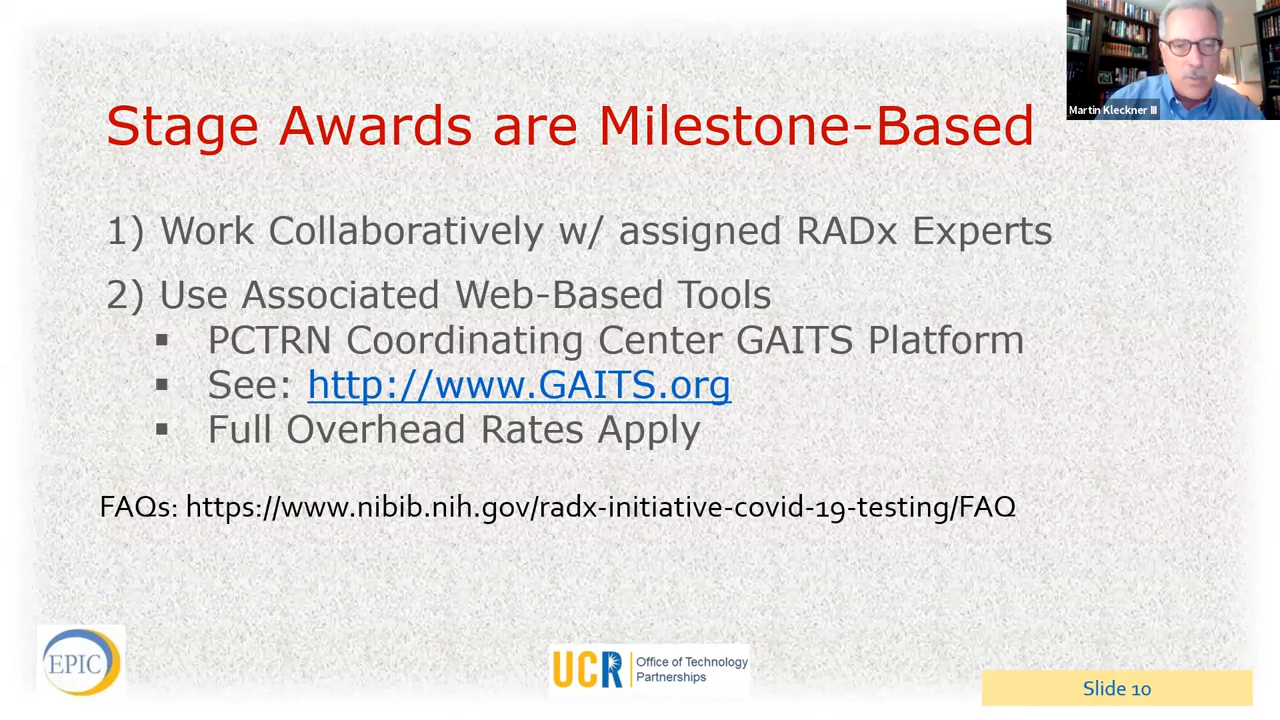 Martin Kleckner III
Stage Awards are Milestone-Based
1) Work Collaboratively w/ assigned RADx Experts
2) Use Associated Web-Based Tools
▪ PCTRN Coordinating Center GAITS Platform
▪ See: http://www.GAITS.org
▪ Full Overhead Rates Apply
FAQs: https://www.nibib.nih.gov/radx-initiative-covid-19-testing/FAQ
EPIC
UCR
Office of Technology
Partnerships
Slide 10